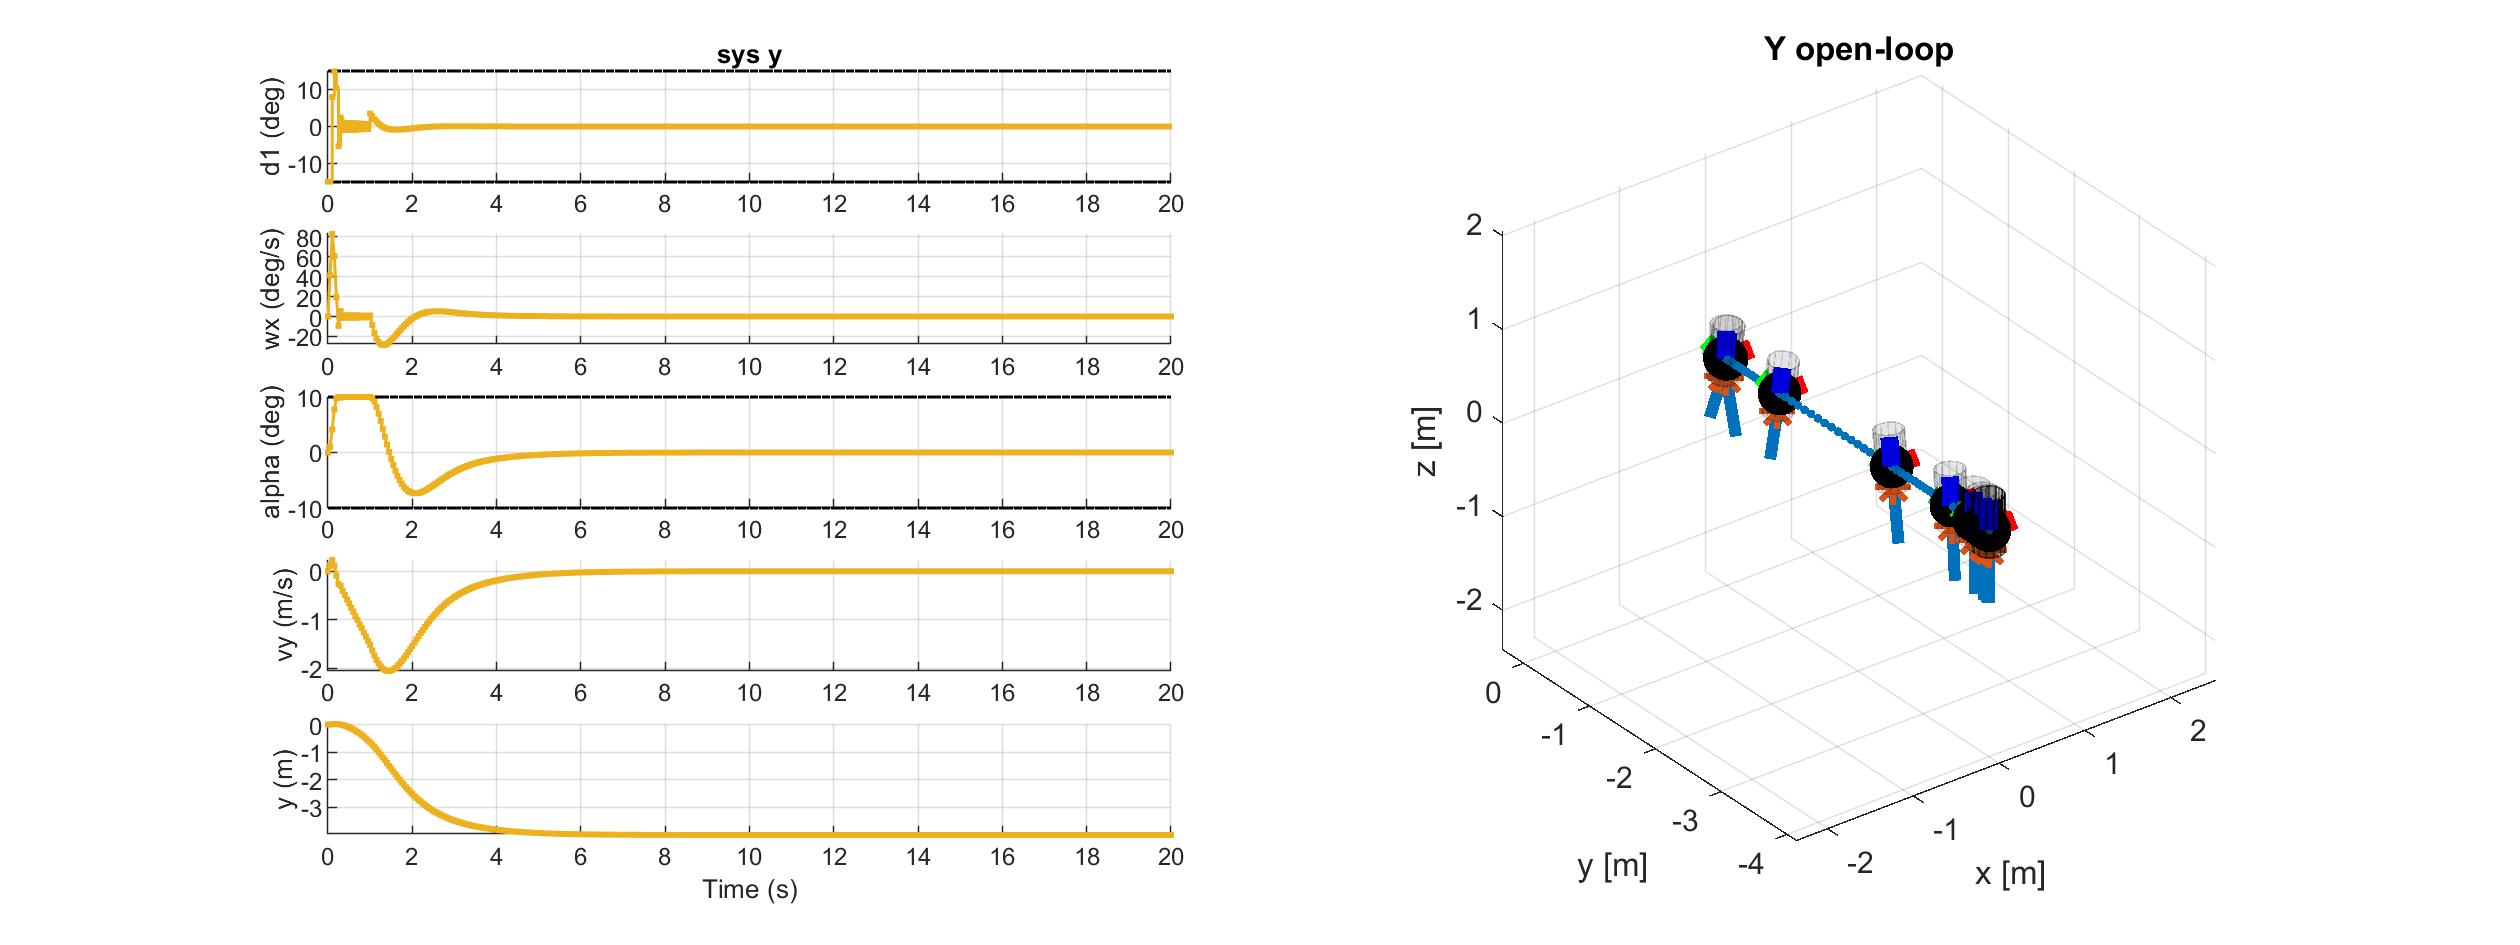 sys y
d1 (deg)
10
0
-10
0 2 4 6 8 10 12 14 16 18 20
wx (deg/s)
80
60
40
20
0
-20
0 2 4 6 8 10 12 14 16 18 20
alpha (deg)
10
0
-10
0 2 4 6 8 10 12 14 16 18 20
vy (m/s)
0
-1
-2
0 2 4 6 8 10 12 14 16 18 20
y (m)
0
-1
-2
-3
0 2 4 6 8 10 12 14 16 18 20
Time (s)
Y open-loop
z [m]
2
1
0
-1
-2
0
-1
-2
-3
-4
y [m]
-2
-1
0
1
2
x [m]